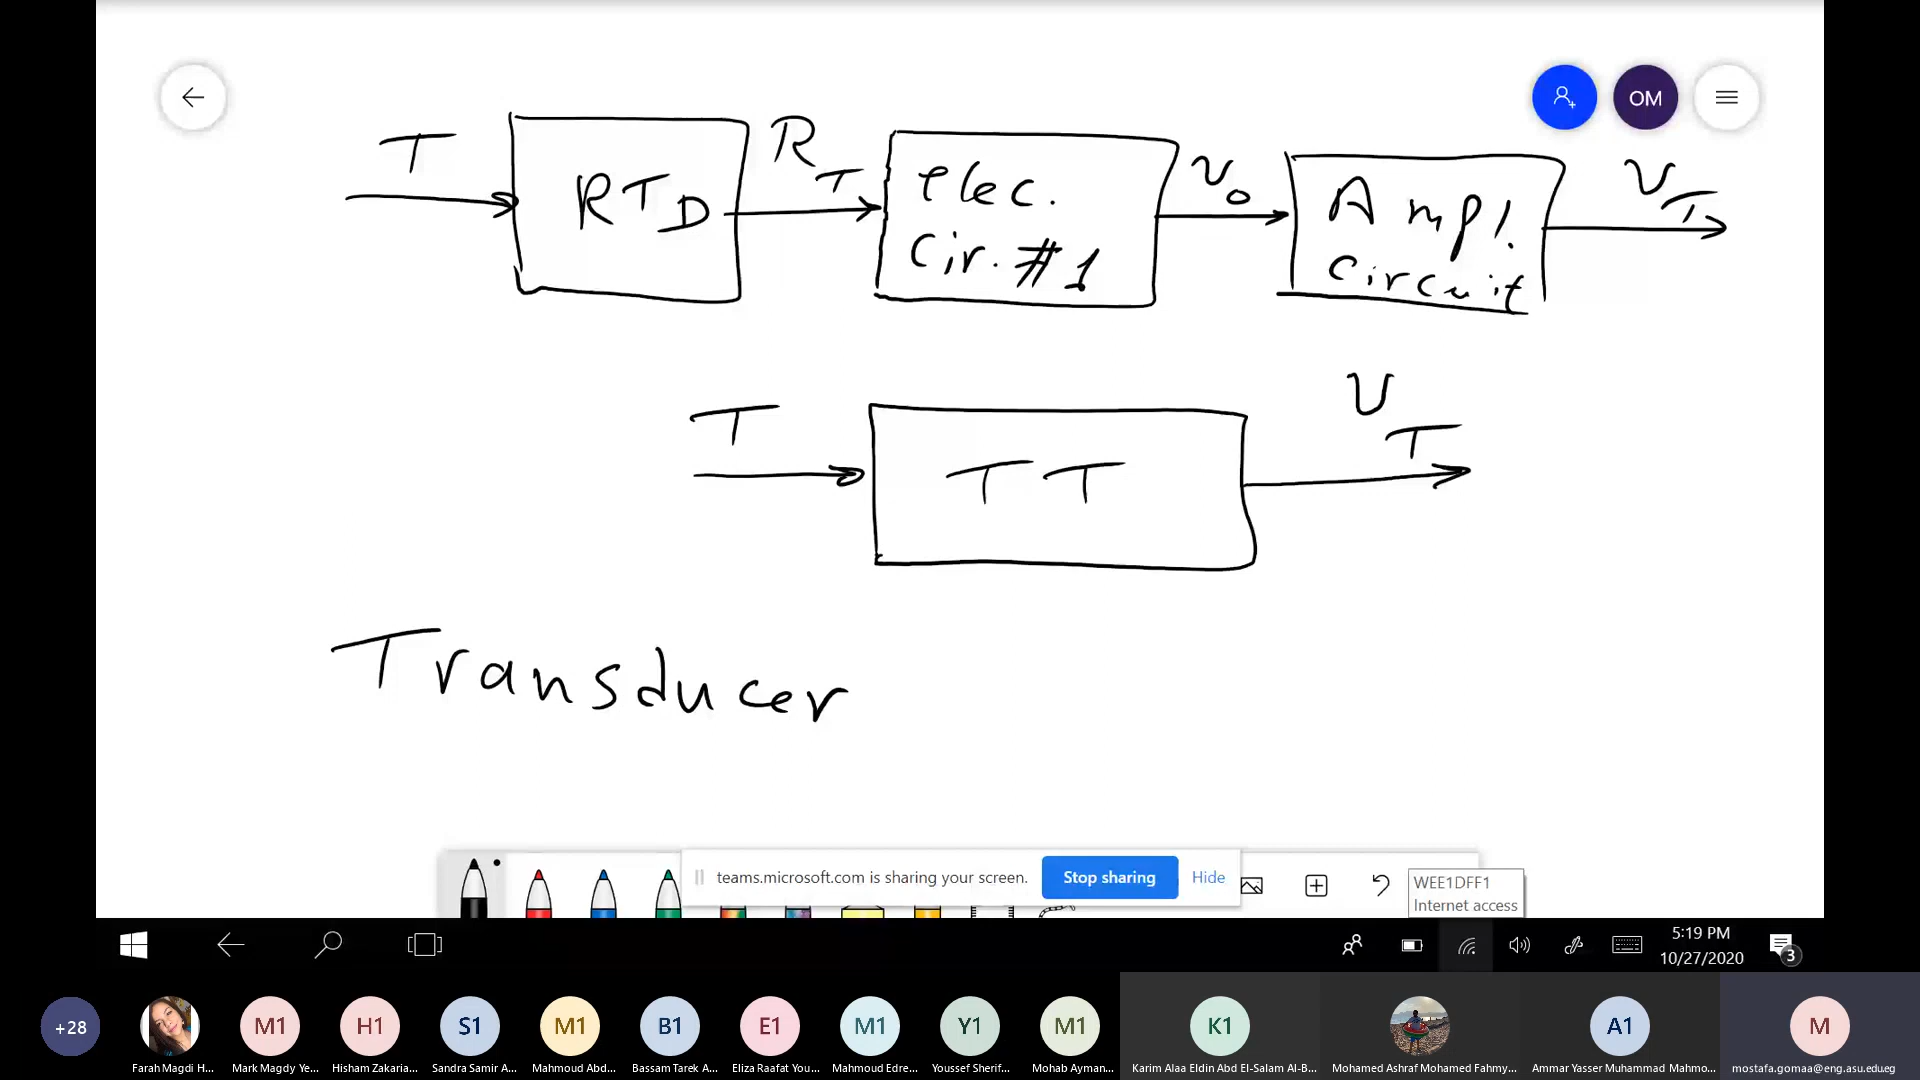 OM
T
RTD
R T
elec.
Cir. #1
v o
Ampl.
circuit
v T
T
TT
v T
Transducer
teams.microsoft.com is sharing your screen.
Stop sharing
Hide
WEE1DFF1
Internet access
5:19 PM
10/27/2020
3
+28
M1
H1
S1
M1
B1
E1
M1
Y1
M1
K1
A1
M
Farah Magdi H...
Mark Magdy Ye...
Hisham Zakaria...
Sandra Samir A...
Mahmoud Abd...
Bassam Tarek A...
Eliza Raafat You...
Mahmoud Edre...
Youssef Sherif...
Mohab Ayman...
Karim Alaa Eldin Abd El-Salam Al-B...
Mohamed Ashraf Mohamed Fahmy...
Ammar Yasser Muhammad Mahmo...
mostafa.gomaa@eng.asu.edu.eg